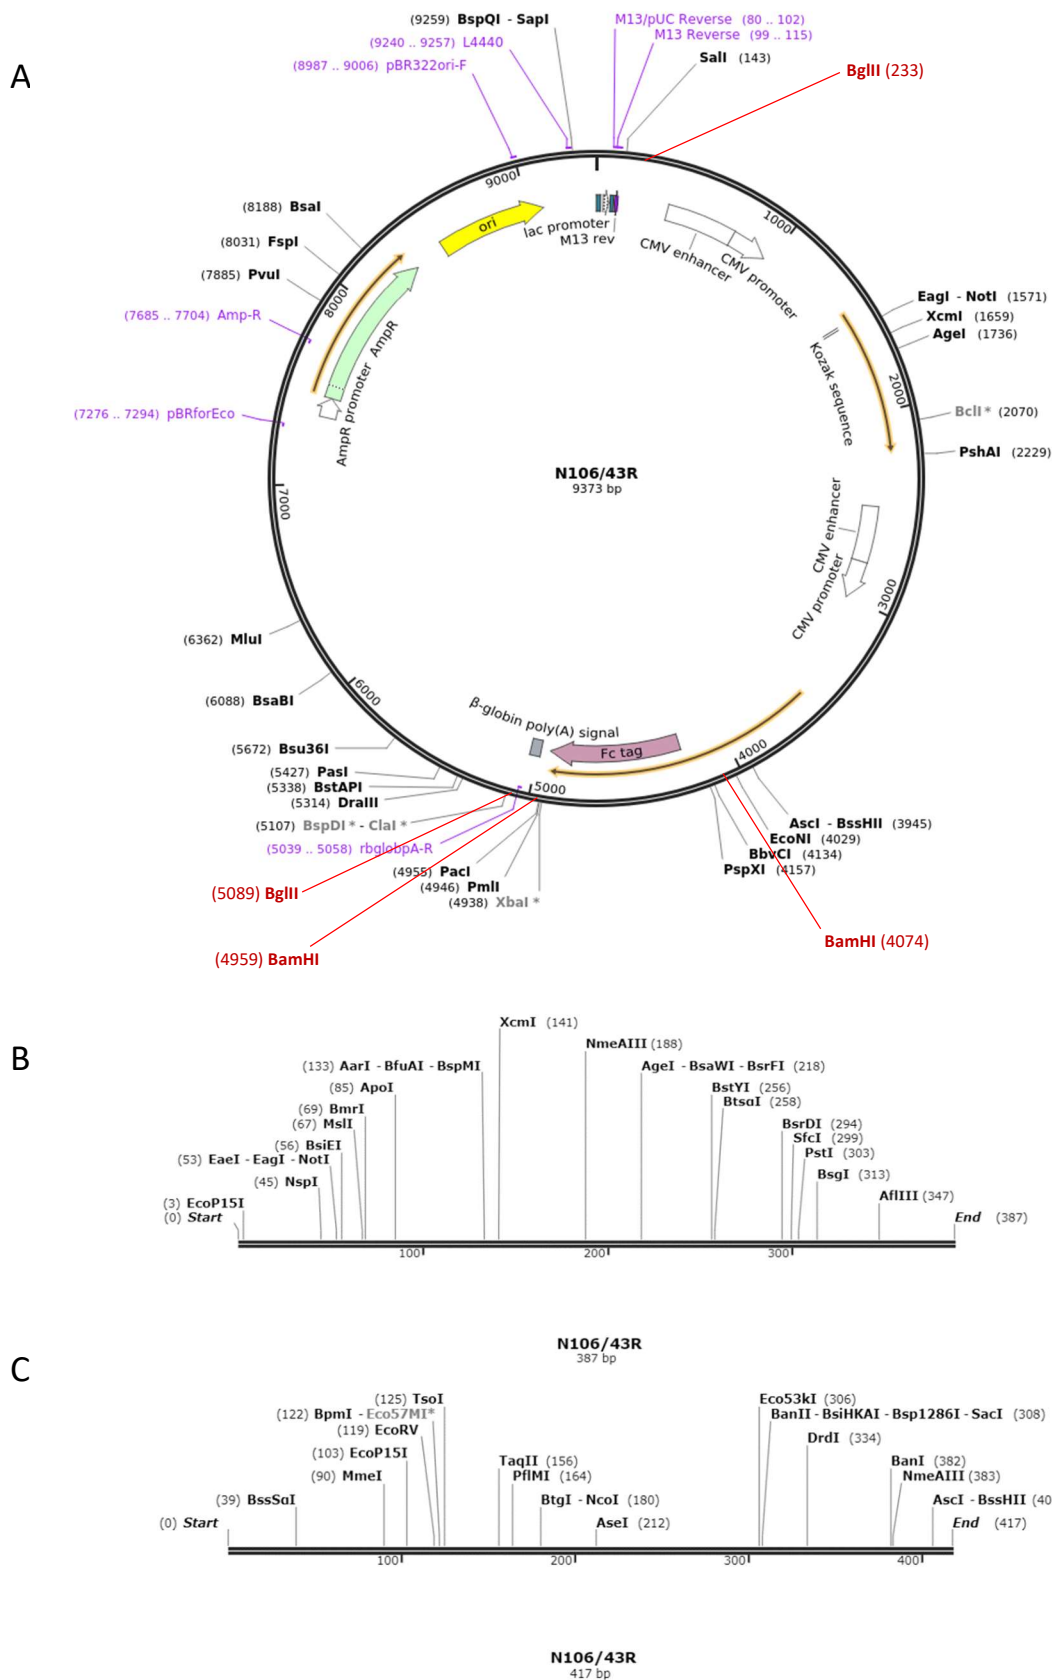 A
(9259) BspQI - SapI
(9240 .. 9257) L4440
(8987 .. 9006) pBR322ori-F
M13/pUC Reverse (80 .. 102)
M13 Reverse (99 .. 115)
SalI (143)
BglII (233)
(8188) BsaI
(8031) FspI
(7885) PvuI
(7685 .. 7704) Amp-R
(7276 .. 7294) pBRforEco
9000
1000
8000
2000
7000
3000
6000
4000
5000
ori
lac promoter
M13 rev
CMV enhancer
CMV promoter
AmpR
AmpR promoter
Kozak sequence
EagI - NotI (1571)
XcmI (1659)
AgeI (1736)
BclI * (2070)
PshAI (2229)
N106/43R
9373 bp
CMV enhancer
CMV promoter
(6362) MluI
(6088) BsaBI
(5672) Bsu36I
(5427) PasI
(5338) BstAPI
(5314) DraIII
(5107) BspDI * - ClaI *
(5039 .. 5058) rbglobpA-R
β-globin poly(A) signal
Fc tag
(4955) PacI
(4946) PmlI
(4938) XbaI *
(5089) BglII
(4959) BamHI
AscI - BssHII (3945)
EcoNI (4029)
BbvCI (4134)
PspXI (4157)
BamHI (4074)
B
XcmI (141)
NmeAIII (188)
(133) AarI - BfuAI - BspMI
AgeI - BsaWI - BsrFI (218)
(85) ApoI
BstYI (256)
BtsαI (258)
(69) BmrI
(67) MslI
BsrDI (294)
SfcI (299)
(56) BsiEI
PstI (303)
(53) EaeI - EagI - NotI
BsgI (313)
(45) NspI
AflIII (347)
(3) EcoP15I
(0) Start
End (387)
100
200
300
N106/43R
387 bp
C
(125) TsoI
Eco53kI (306)
(122) BpmI - Eco57MI*
BanII - BsiHKAI - Bsp1286I - SacI (308)
(119) EcoRV
DrdI (334)
(103) EcoP15I
TaqII (156)
BanI (382)
(90) MmeI
PflMI (164)
NmeAIII (383)
(39) BssSαI
BtgI - NcoI (180)
AscI - BssHII (40
(0) Start
AseI (212)
End (417)
100
200
300
400
N106/43R
417 bp